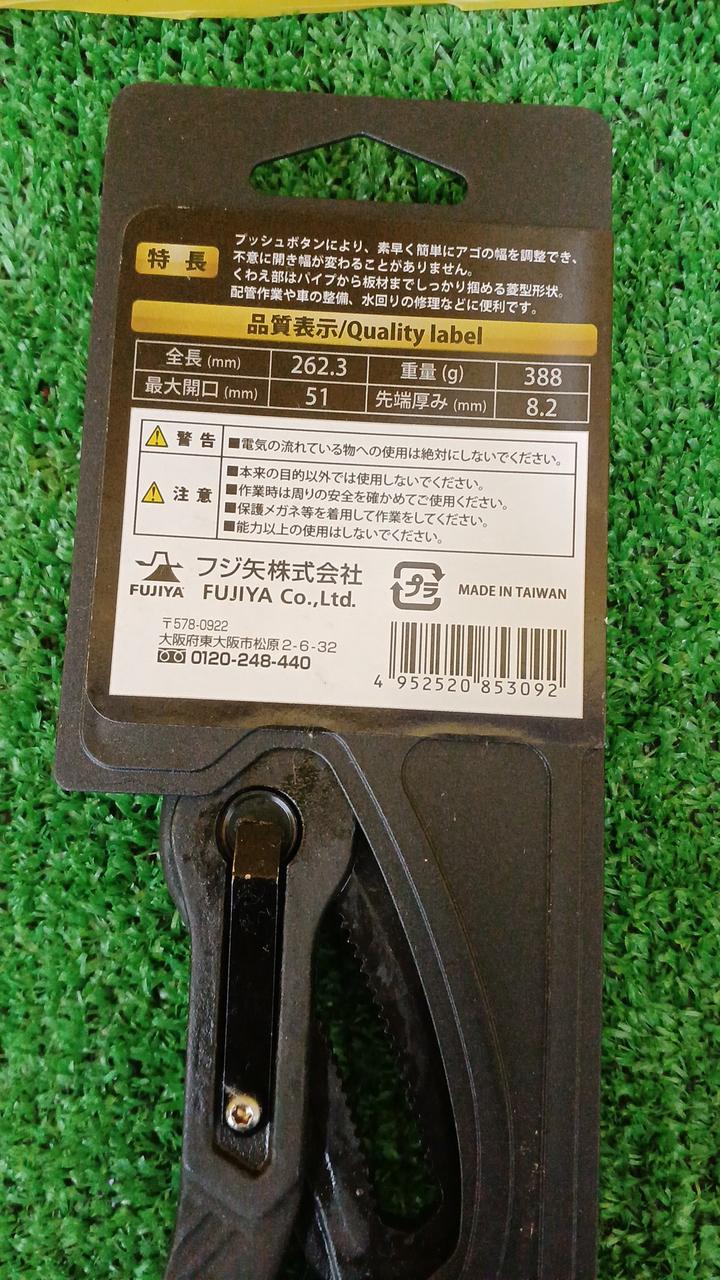 特長
プッシュボタンにより、素早く簡単にアゴの幅を調整でき、
不意に開き幅が変わることがありません。
くわえ部はパイプから板材までしっかり掴める菱型形状。
配管作業や車の整備、水回りの修理などに便利です。
品質表示/Quality label
全長 (mm) 262.3 重量 (g) 388
最大開口 (mm) 51 先端厚み (mm) 8.2
警告 ■電気の流れている物への使用は絶対にしないでください。
注意
■本来の目的以外では使用しないでください。
■作業時は周りの安全を確かめてご使用ください。
■保護メガネ等を着用して作業をしてください。
■能力以上の使用はしないでください。
FUJIYA
フジ矢株式会社
FUJIYA Co.,Ltd.
プラ
MADE IN TAIWAN
〒578-0922
大阪府東大阪市松原2-6-32
0120-248-440
4 952520 853092